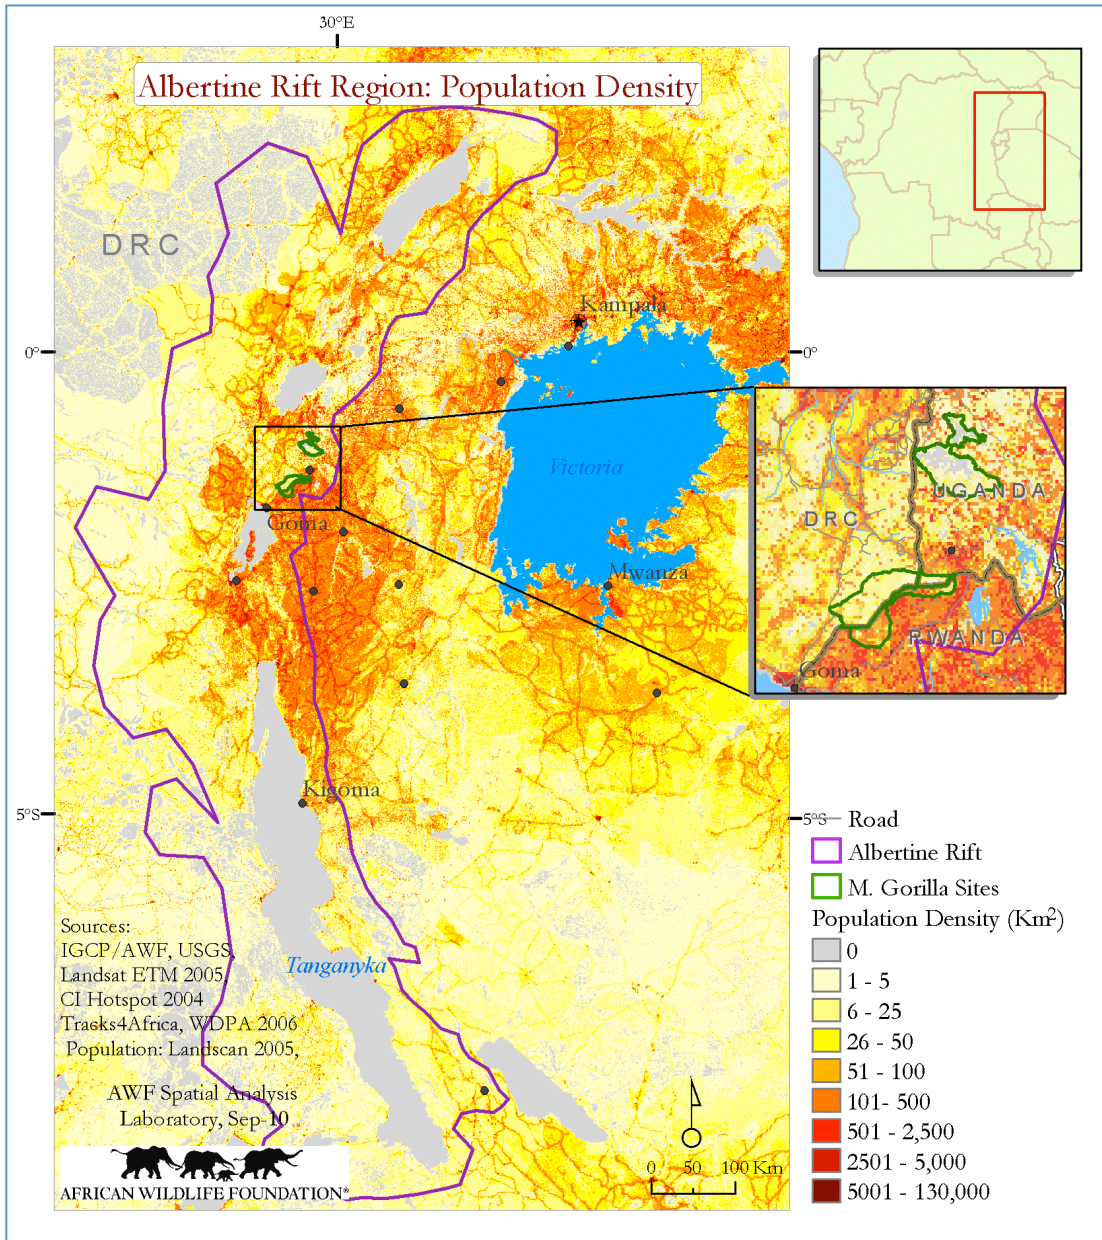 30°E
Albertine Rift Region: Population Density
DRC
Kampala
0°
0°
Victoria
UGANDA
DRC
Goma
Mwanza
RWANDA
Goma
Kigoma
5°S
5°S
Road
Albertine Rift
M. Gorilla Sites
Population Density (Km²)
0
1 - 5
6 - 25
26 - 50
51 - 100
101- 500
501 - 2,500
2501 - 5,000
5001 - 130,000
Tanganyka
Sources:
IGCP/AWF, USGS,
Landsat ETM 2005,
CI Hotspot 2004
Tracks4Africa, WDPA 2006
Population: Landscan 2005,
AWF Spatial Analysis
Laboratory, Sep-10
AFRICAN WILDLIFE FOUNDATION®
0 50 100 Km